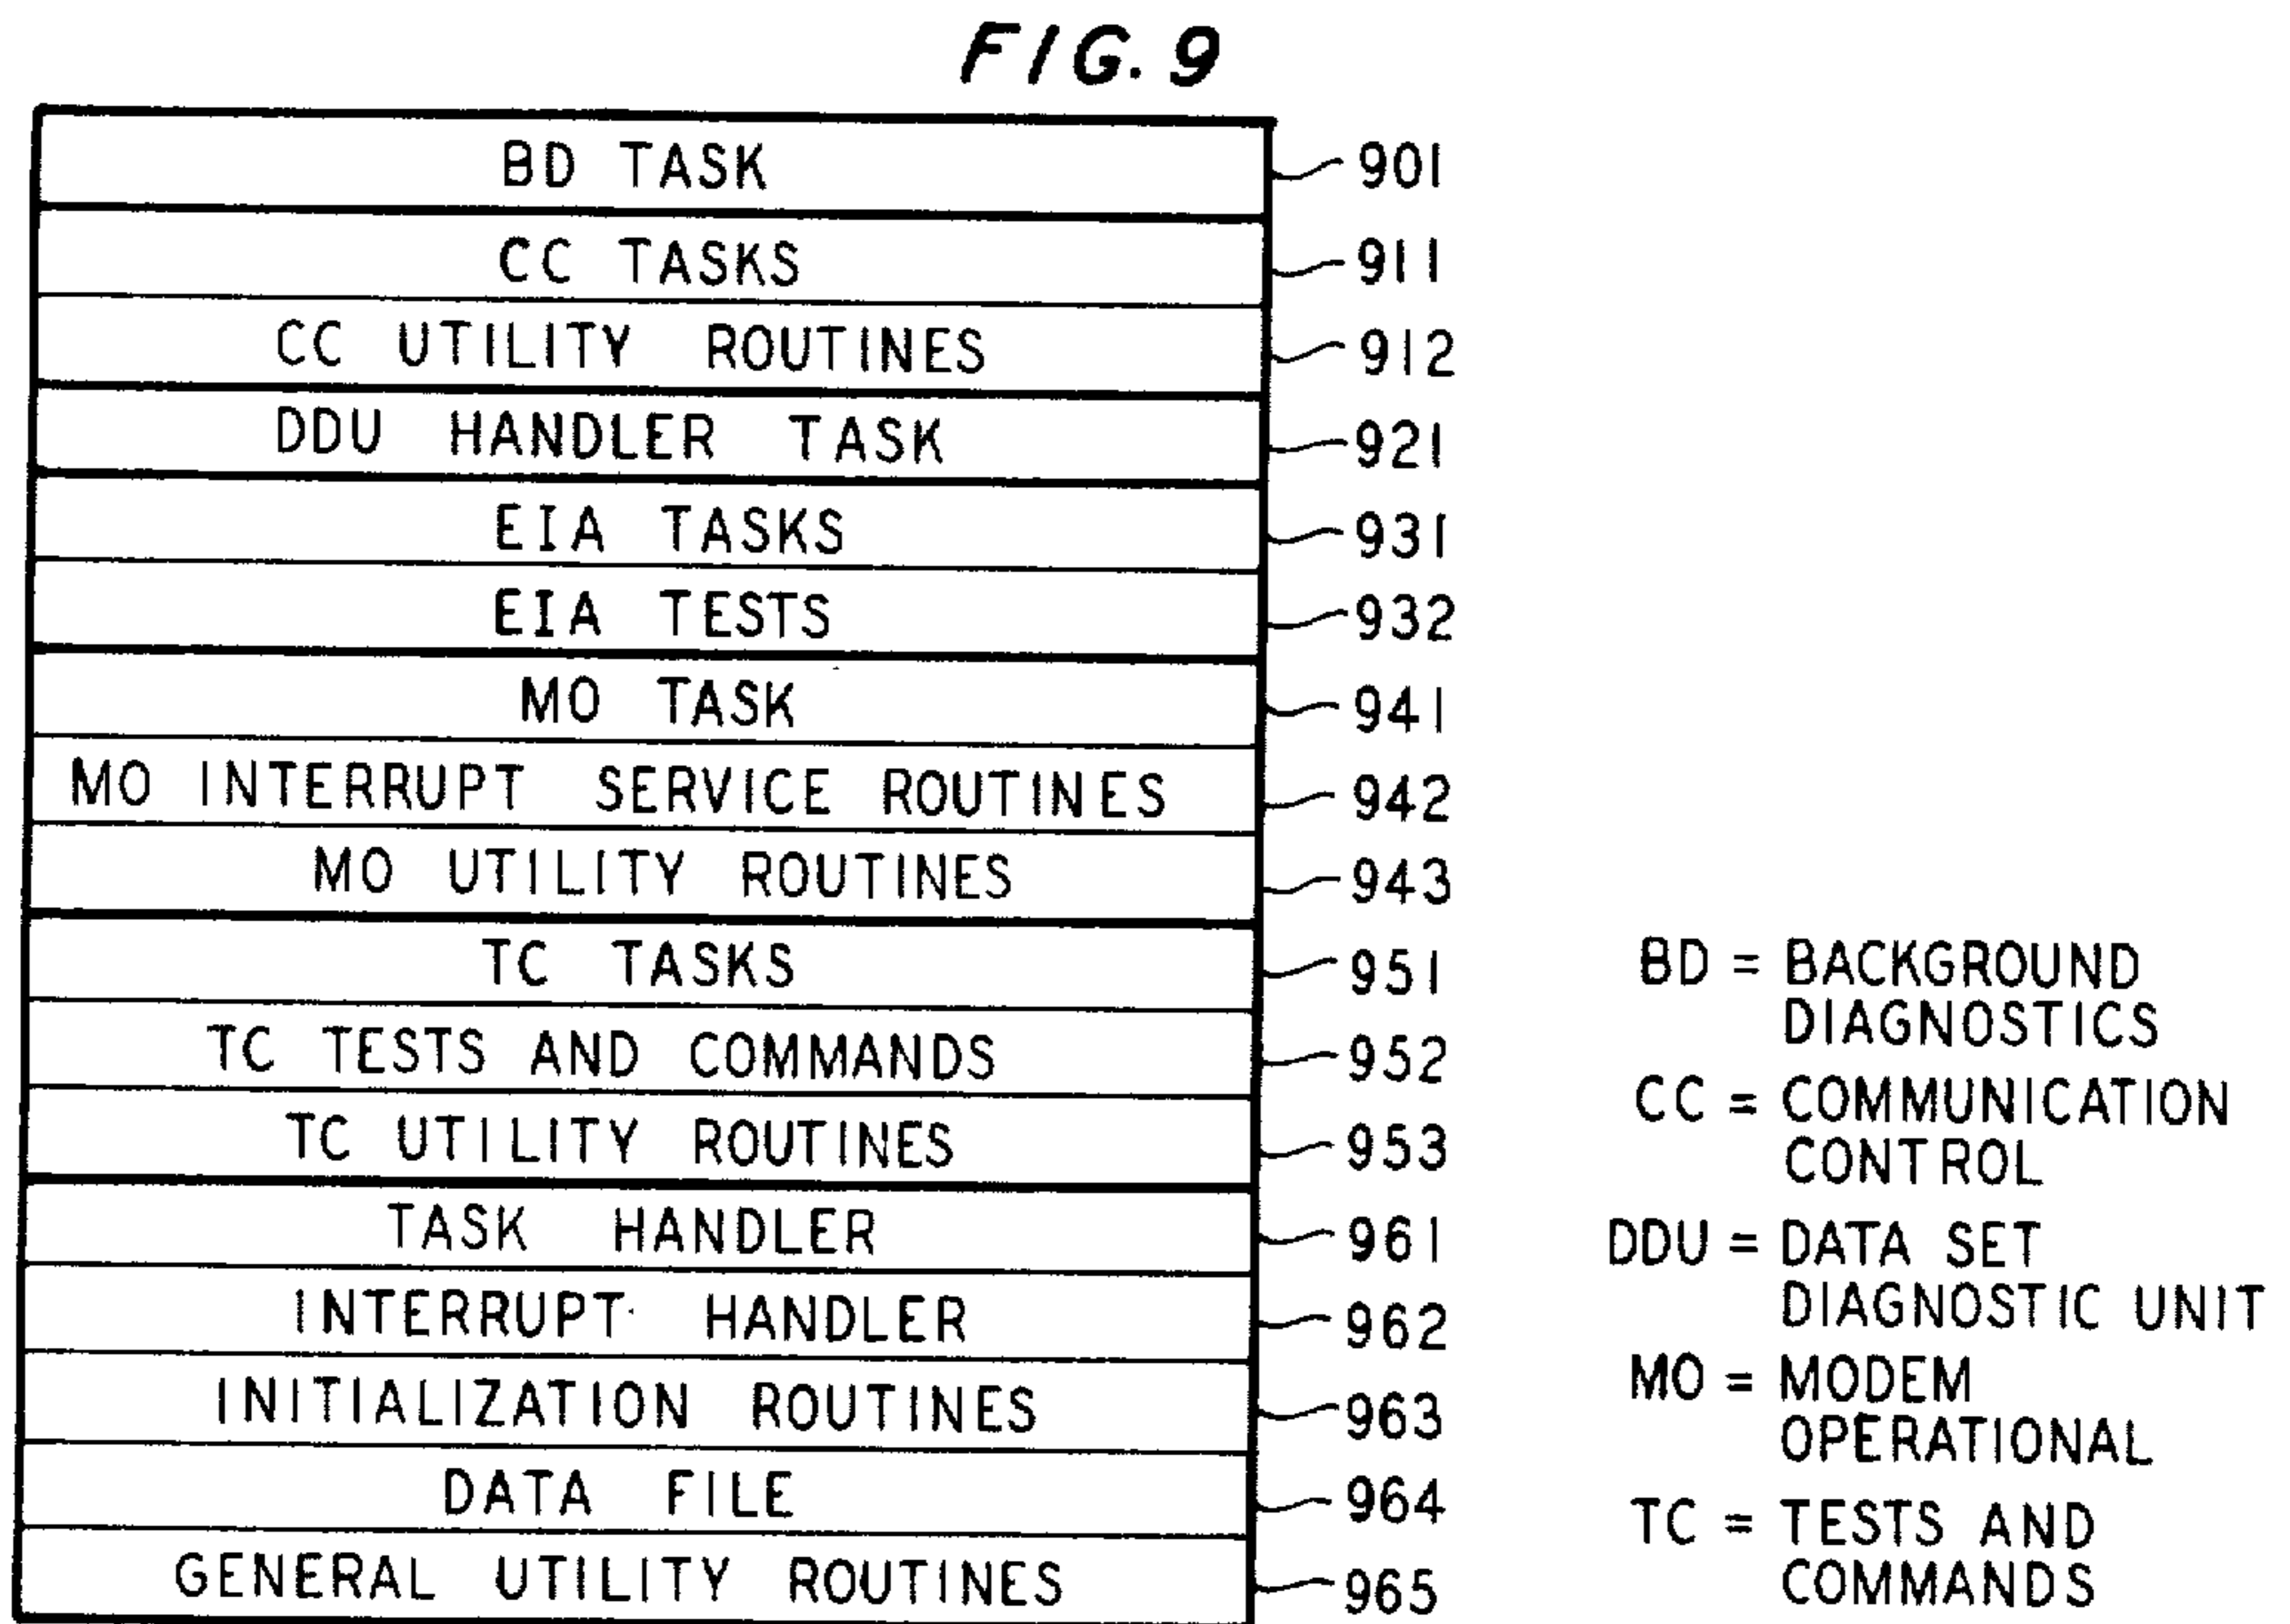 FIG. 9
BD TASK 901
CC TASKS 911
CC UTILITY ROUTINES 912
DDU HANDLER TASK 921
EIA TASKS 931
EIA TESTS 932
MO TASK 941
MO INTERRUPT SERVICE ROUTINES 942
MO UTILITY ROUTINES 943
TC TASKS 951
TC TESTS AND COMMANDS 952
TC UTILITY ROUTINES 953
TASK HANDLER 961
INTERRUPT HANDLER 962
INITIALIZATION ROUTINES 963
DATA FILE 964
GENERAL UTILITY ROUTINES 965
BD = BACKGROUND
DIAGNOSTICS
CC = COMMUNICATION
CONTROL
DDU = DATA SET
DIAGNOSTIC UNIT
MO = MODEM
OPERATIONAL
TC = TESTS AND
COMMANDS